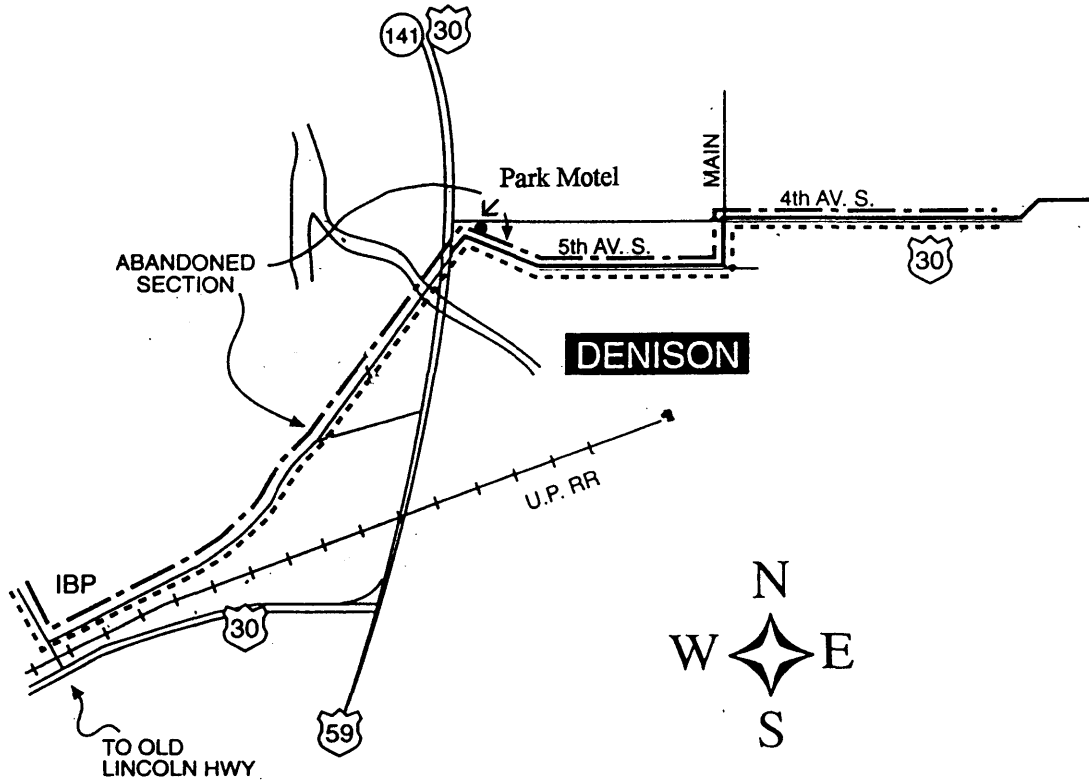 141
30
Park Motel
MAIN
4th AV. S.
5th AV. S.
30
ABANDONED
SECTION
DENISON
U.P. RR
IBP
30
59
TO OLD
LINCOLN HWY
N
W E
S